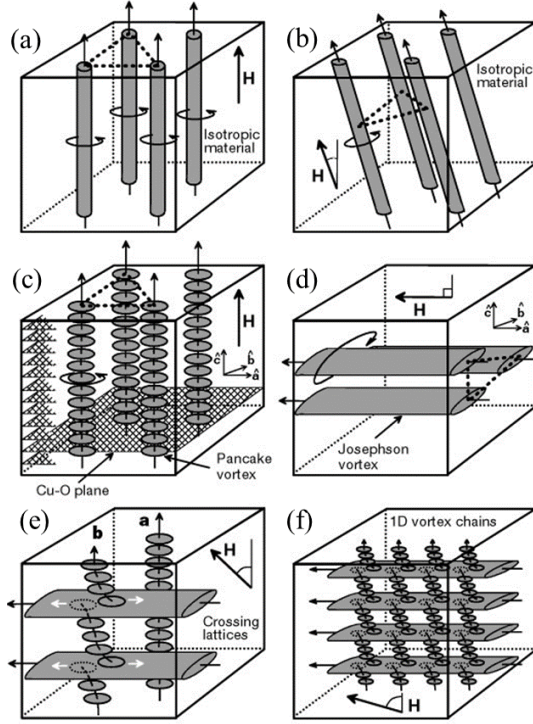 (a)
H
Isotropic
material
(b)
Isotropic
material
H
(c)
H
ĉ
b̂
â
Cu-O plane
Pancake
vortex
(d)
H
ĉ
b̂
â
Josephson
vortex
(e)
b
a
H
Crossing
lattices
(f)
1D vortex chains
H